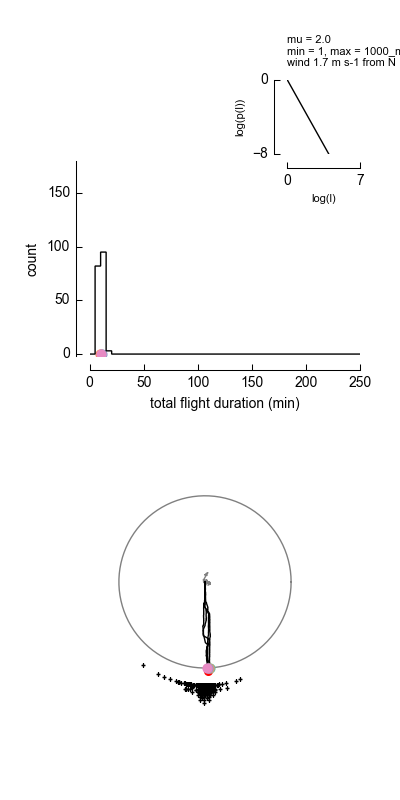 mu = 2.0
min = 1, max = 1000_m
wind 1.7 m s-1 from N
0
log(p(l))
−8
0 7
log(l)
150
100
50
0
count
0 50 100 150 200 250
total flight duration (min)